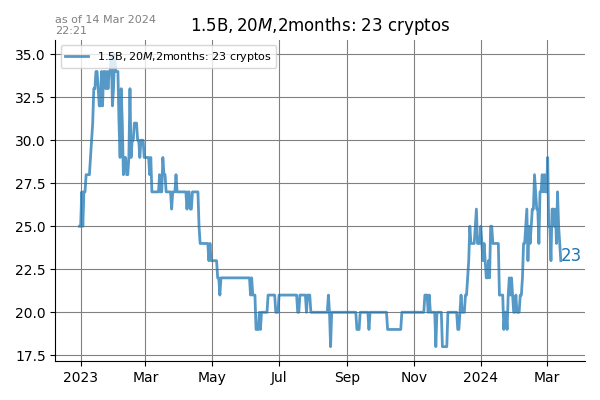 as of 14 Mar 2024
22:21
1.5B, 20M,2months: 23 cryptos
1.5B, 20M,2months: 23 cryptos
35.0
32.5
30.0
27.5
25.0
22.5
20.0
17.5
23
2023 Mar May Jul Sep Nov 2024 Mar